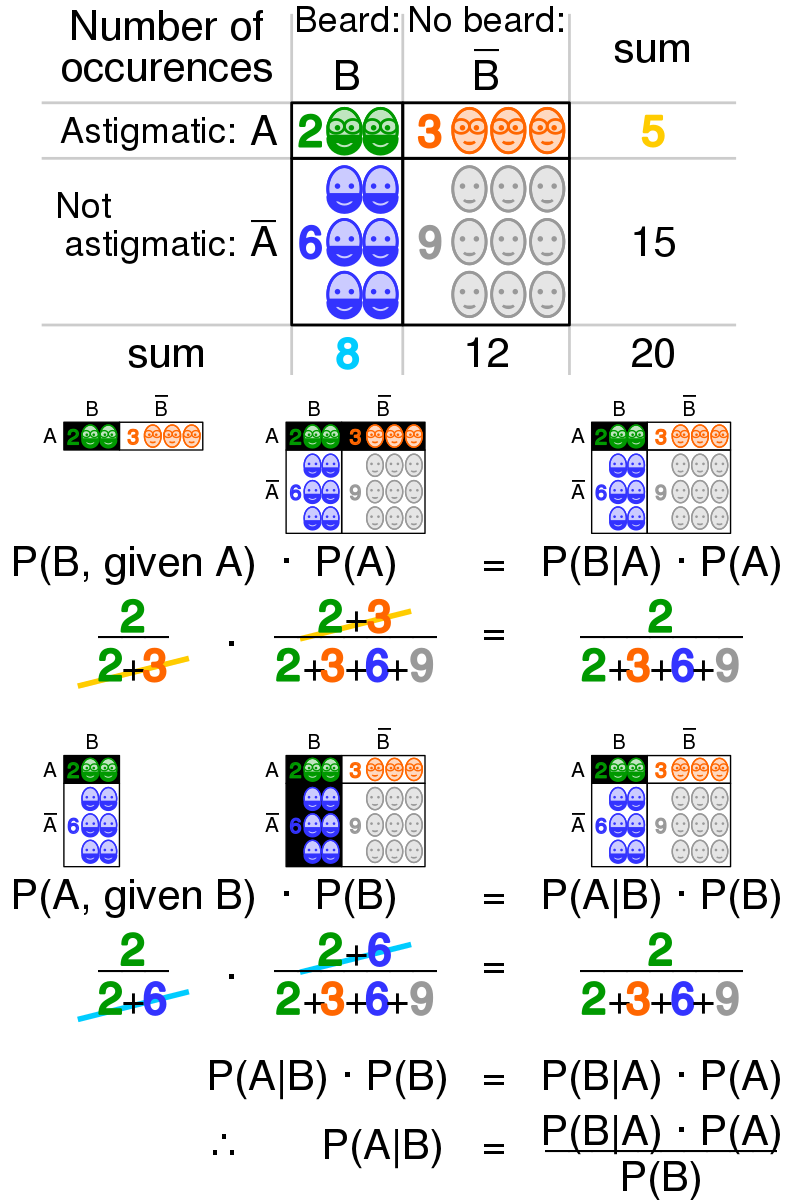 Number of occurences Beard: B No beard: B̅ sum
Astigmatic: A 2 3 5
Not astigmatic: A̅ 6 9 15
sum 8 12 20
B B̅ B B̅ B B̅
A 2 3 A 2 3 A 2 3
A̅ 6 9 A̅ 6 9
P(B, given A) · P(A) = P(B|A) · P(A)
2 · 2+3 = 2
2+3 2+3+6+9 2+3+6+9
B B B̅ B B̅
A 2 A 2 3 A 2 3
A̅ 6 A̅ 6 9 A̅ 6 9
P(A, given B) · P(B) = P(A|B) · P(B)
2 · 2+6 = 2
2+6 2+3+6+9 2+3+6+9
P(A|B) · P(B) = P(B|A) · P(A)
∴ P(A|B) = P(B|A) · P(A)
P(B)